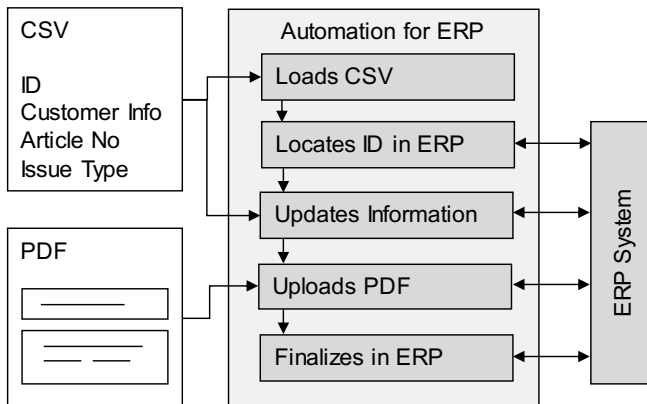 CSV
ID
Customer Info
Article No
Issue Type
PDF
Automation for ERP
Loads CSV
Locates ID in ERP
Updates Information
Uploads PDF
Finalizes in ERP
ERP System